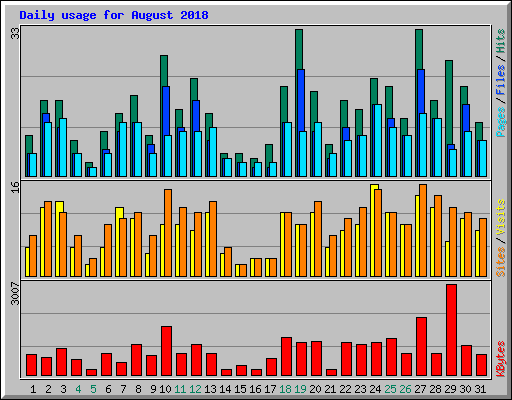 Daily usage for August 2018
33
Pages / Files / Hits
16
Sites / Visits
3007
KBytes
1 2 3 4 5 6 7 8 9 10 11 12 13 14 15 16 17 18 19 20 21 22 23 24 25 26 27 28 29 30 31